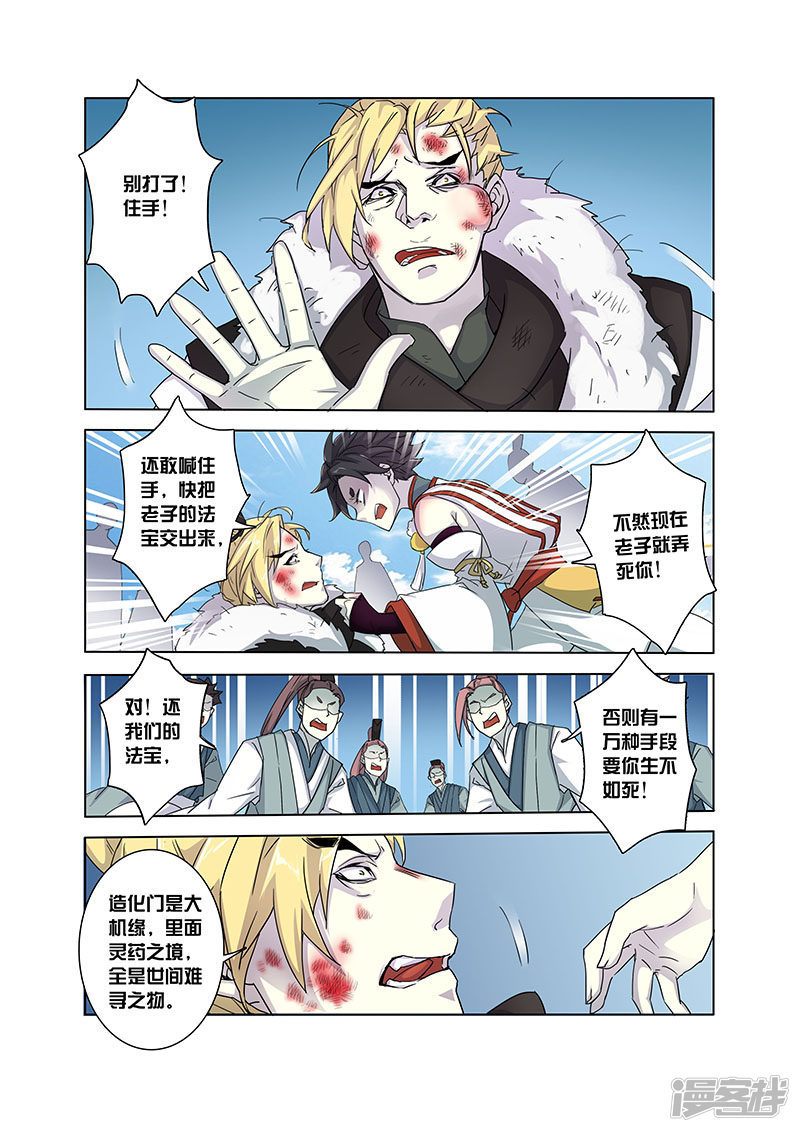 别打了！
住手！
还敢喊住
手，快把
老子的法
宝交出来，
不然现在
老子就弄
死你！
对！还
我们的
法宝，
否则有一
万种手段
要你生不
如死！
造化门是大
机缘，里面
灵药之境，
全是世间难
寻之物。
漫客栈